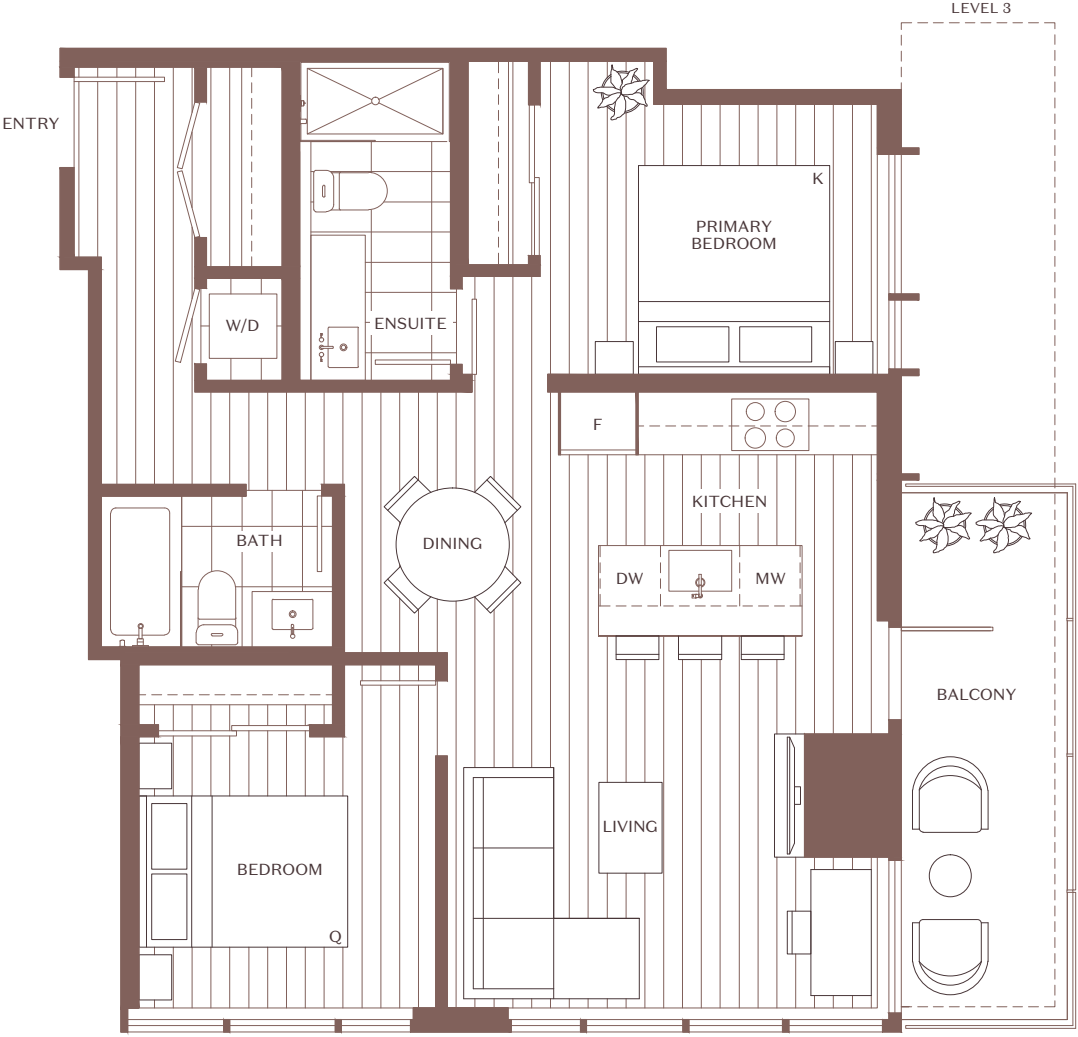 LEVEL 3
ENTRY
K
PRIMARY
BEDROOM
W/D
ENSUITE
F
KITCHEN
BATH
DINING
DW
MW
BALCONY
LIVING
BEDROOM
Q